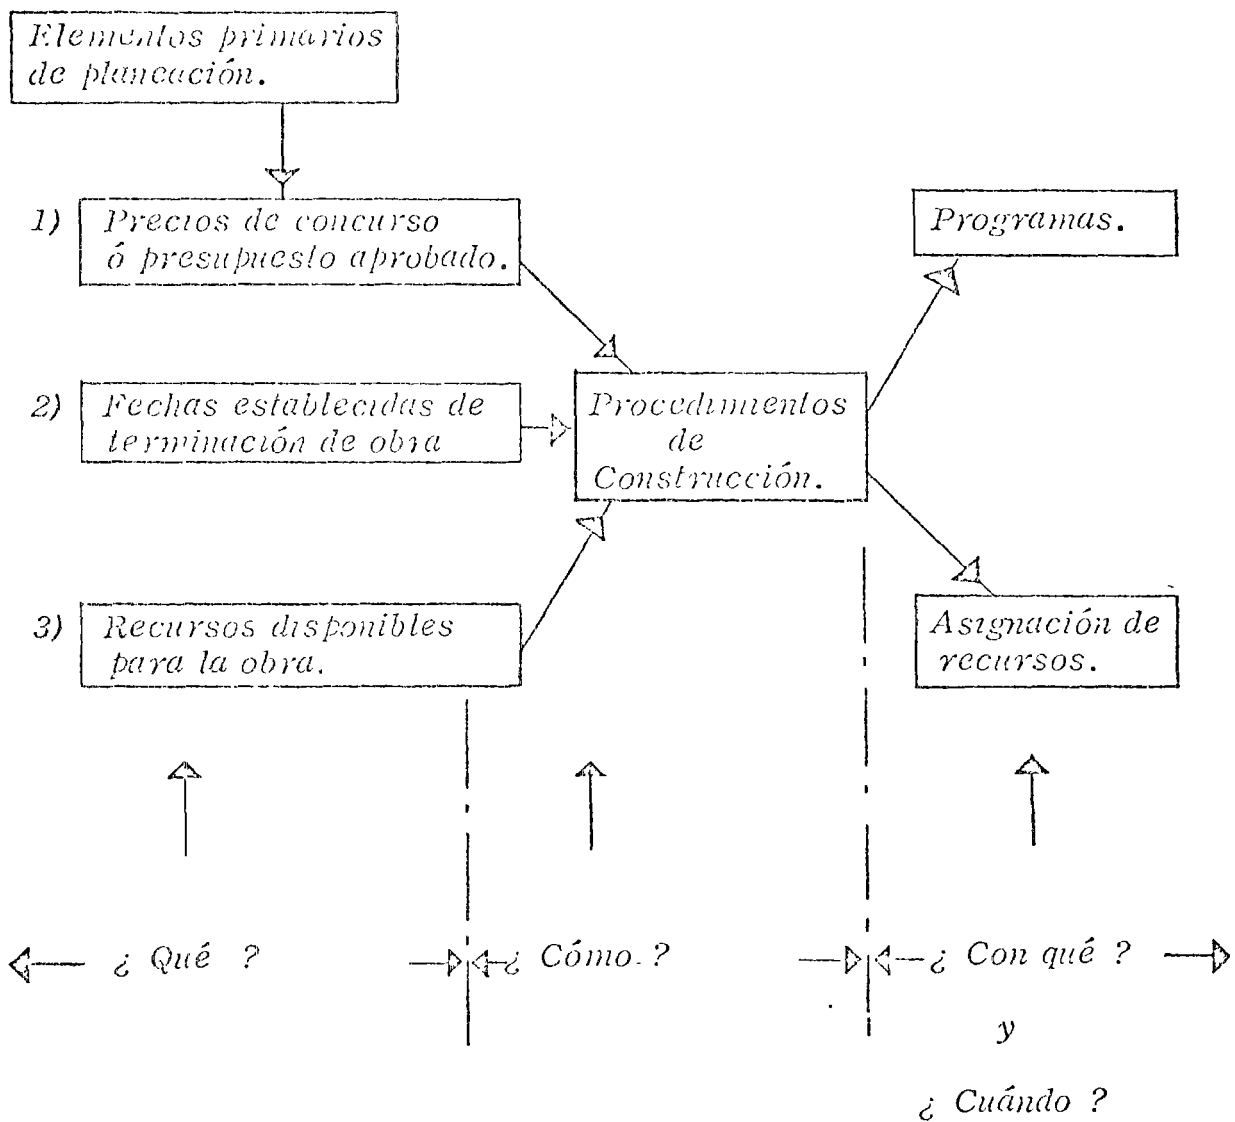 Elementos primarios
de planeación.
1) Precios de concurso
ó presupuesto aprobado.
Programas.
2) Fechas establecidas de
terminación de obra
Procedimientos
de
Construcción.
3) Recursos disponibles
para la obra.
Asignación de
recursos.
¿ Qué ?
¿ Cómo. ?
¿ Con qué ?
y
¿ Cuándo ?